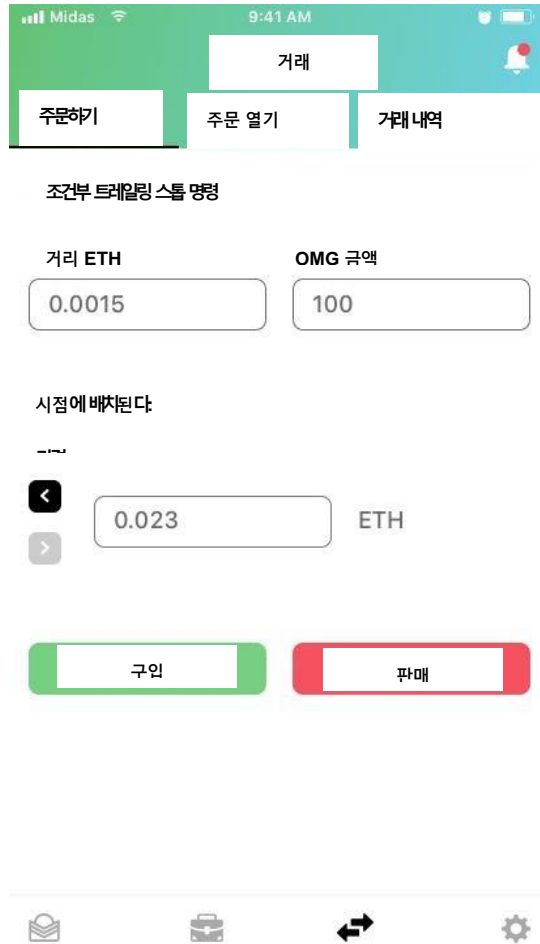 Midas 9:41 AM
거래
주문하기 주문 열기 거래 내역
조건부 트레일링 스톱 명령
거리 ETH OMG 금액
0.0015 100
시점에 배치된다:
0.023 ETH
구입 판매